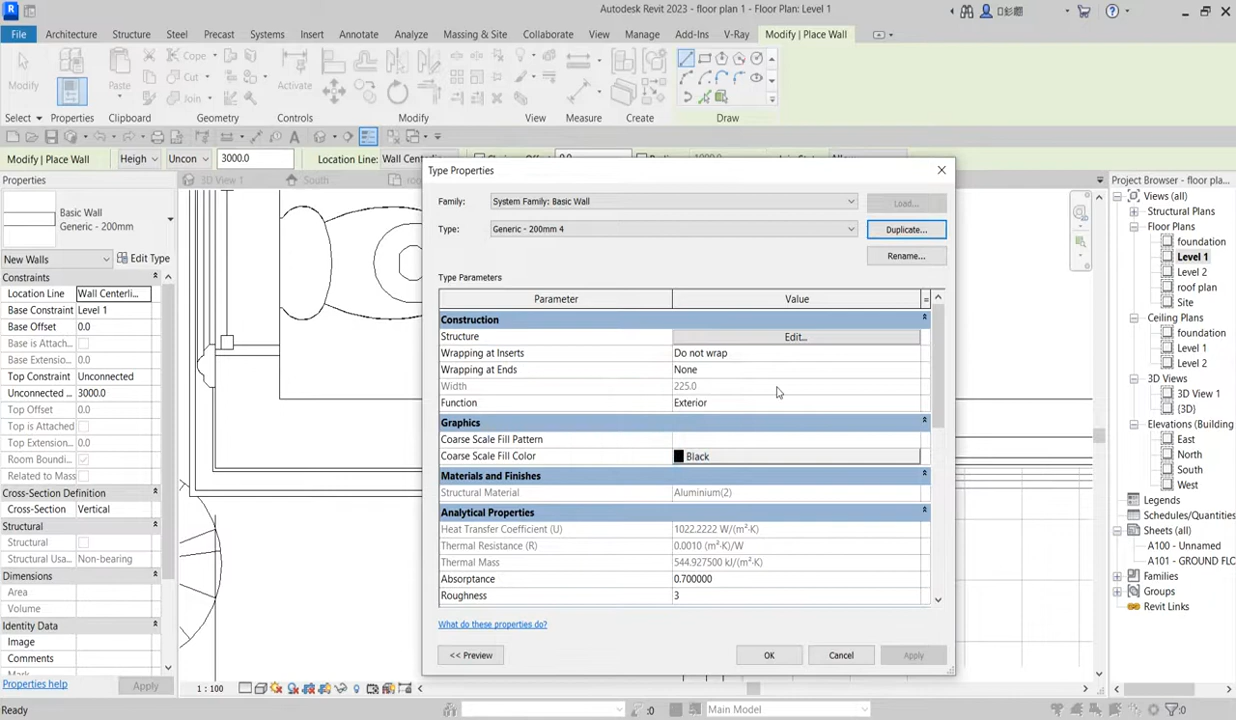 Autodesk Revit 2023 - floor plan 1 - Floor Plan: Level 1
File Architecture Structure Steel Precast Systems Insert Annotate Analyze Massing & Site Collaborate View Manage Add-Ins V-Ray Modify | Place Wall
Modify
Paste
Cope
Cut
Join
Activate
Select Properties Clipboard Geometry Controls Modify View Measure Create Draw
Modify | Place Wall Heigh Uncon 3000.0 Location Line: Wall Centerli
Properties
3D View 1
South
Basic Wall
Generic - 200mm
New Walls
Edit Type
Constraints
Location Line Wall Centerli...
Base Constraint Level 1
Base Offset 0.0
Base is Attach...
Base Extensio... 0.0
Top Constraint Unconnected
Unconnected ... 3000.0
Top Offset 0.0
Top is Attached
Top Extension... 0.0
Room Boundi...
Related to Mass
Cross-Section Definition
Cross-Section Vertical
Structural
Structural
Structural Usa... Non-bearing
Dimensions
Area
Volume
Identity Data
Image
Comments
Properties help
Apply
Type Properties
Family: System Family: Basic Wall Load...
Type: Generic - 200mm 4 Duplicate...
Rename...
Type Parameters
Parameter Value =
Construction
Structure Edit...
Wrapping at Inserts Do not wrap
Wrapping at Ends None
Width 225.0
Function Exterior
Graphics
Coarse Scale Fill Pattern
Coarse Scale Fill Color Black
Materials and Finishes
Structural Material Aluminium(2)
Analytical Properties
Heat Transfer Coefficient (U) 1022.2222 W/(m²·K)
Thermal Resistance (R) 0.0010 (m²·K)/W
Thermal Mass 544.927500 kJ/(m²·K)
Absorptance 0.700000
Roughness 3
What do these properties do?
<< Preview OK Cancel Apply
Project Browser - floor pla...
Views (all)
Structural Plans
Floor Plans
foundation
Level 1
Level 2
roof plan
Site
Ceiling Plans
foundation
Level 1
Level 2
3D Views
3D View 1
{3D}
Elevations (Building
East
North
South
West
Legends
Schedules/Quantities
Sheets (all)
A100 - Unnamed
A101 - GROUND FLC
Families
Groups
Revit Links
1 : 100
Ready
:0
Main Model
:0